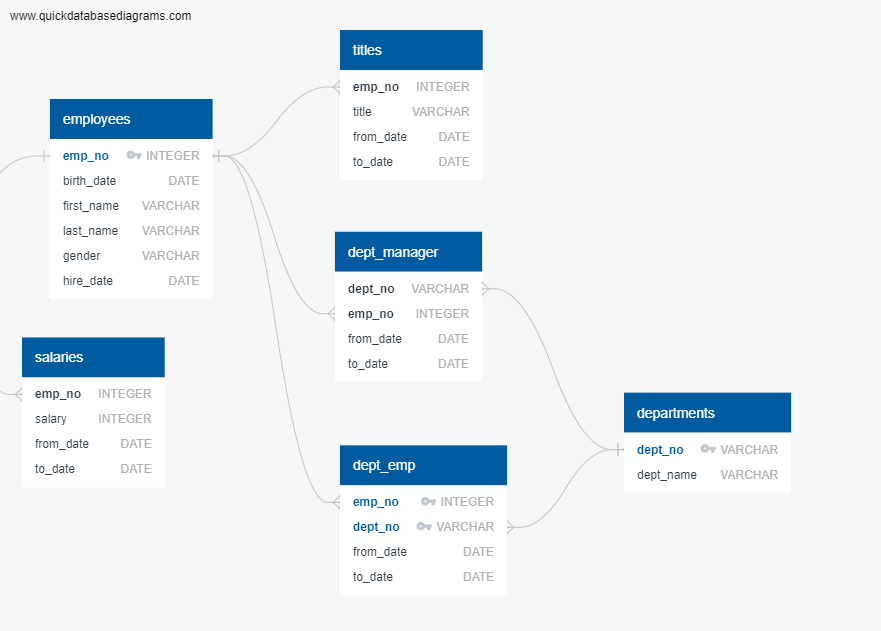 www.quickdatabasediagrams.com
titles
emp_no INTEGER
title VARCHAR
from_date DATE
to_date DATE
employees
emp_no INTEGER
birth_date DATE
first_name VARCHAR
last_name VARCHAR
gender VARCHAR
hire_date DATE
dept_manager
dept_no VARCHAR
emp_no INTEGER
from_date DATE
to_date DATE
salaries
emp_no INTEGER
salary INTEGER
from_date DATE
to_date DATE
departments
dept_no VARCHAR
dept_name VARCHAR
dept_emp
emp_no INTEGER
dept_no VARCHAR
from_date DATE
to_date DATE